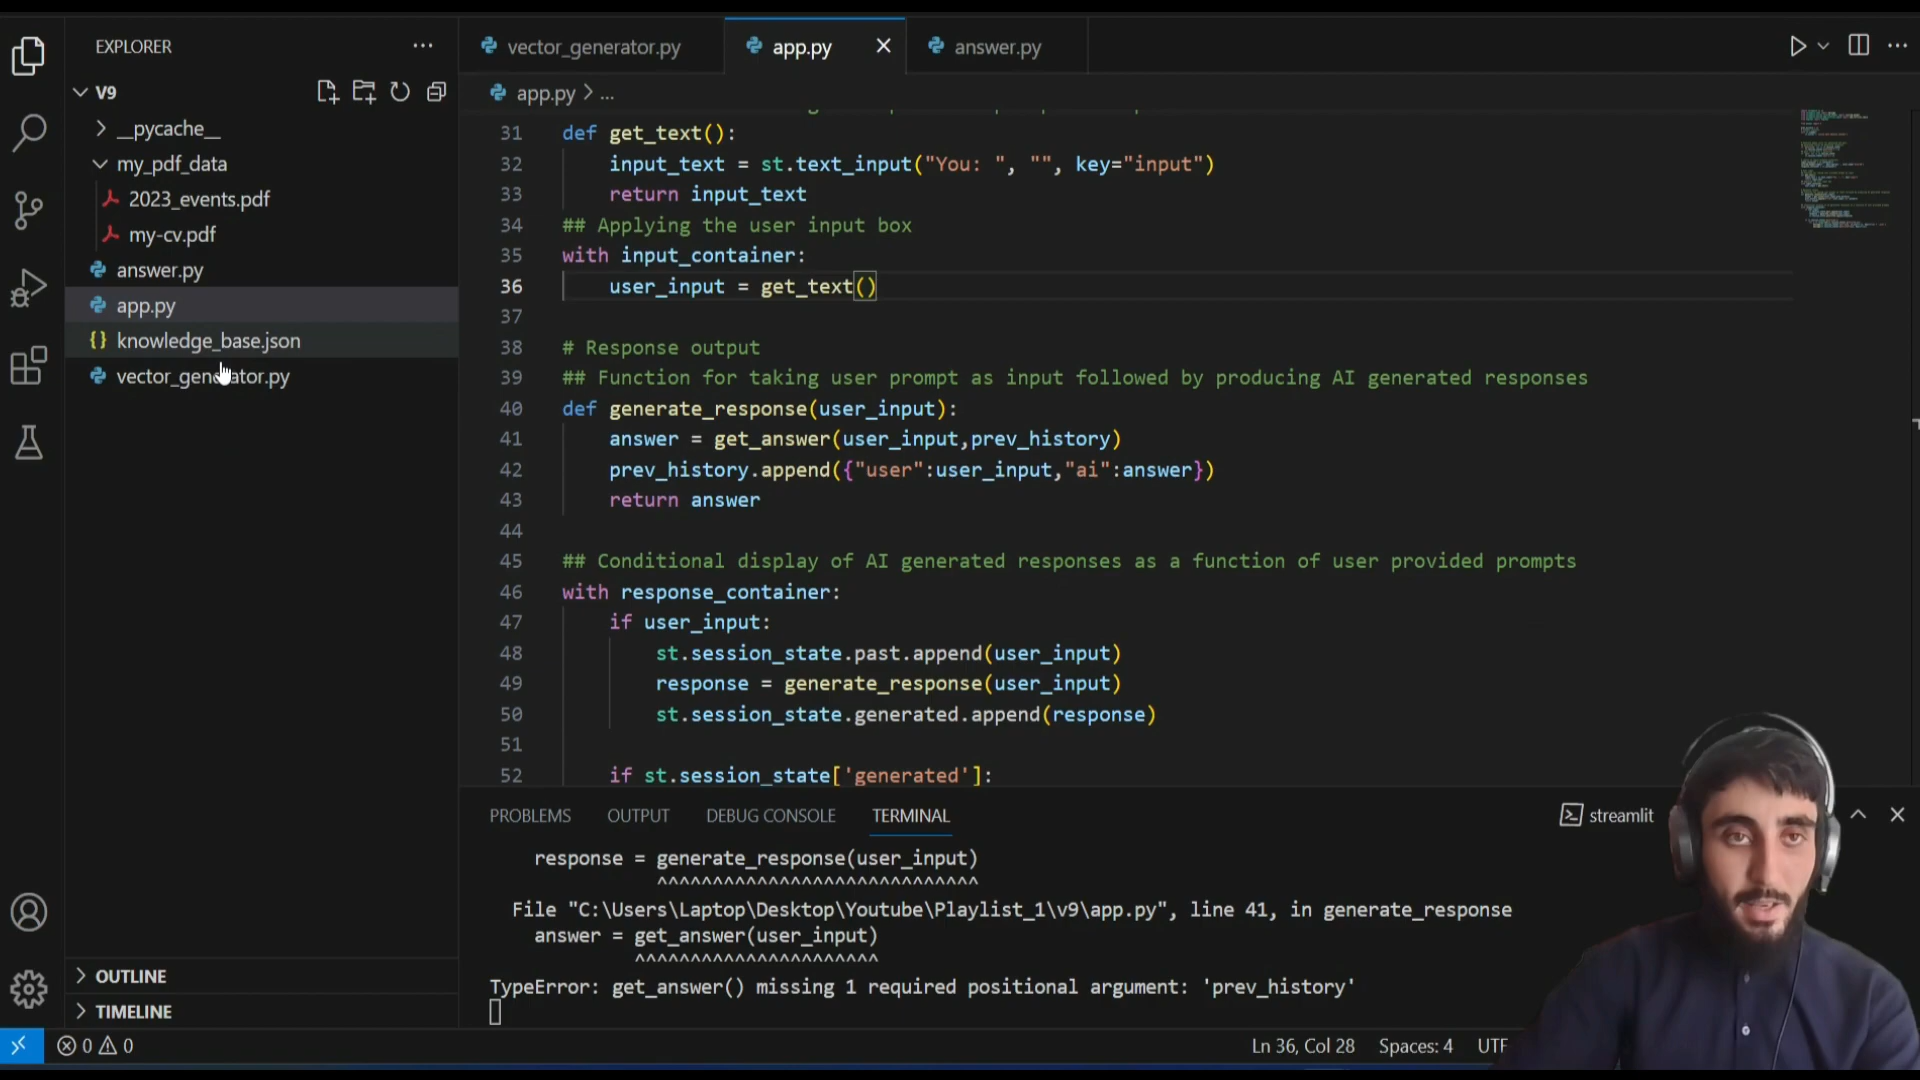 EXPLORER
V9
__pycache__
my_pdf_data
2023_events.pdf
my-cv.pdf
answer.py
app.py
knowledge_base.json
vector_generator.py
OUTLINE
TIMELINE
vector_generator.py
app.py
answer.py
app.py > ...
31 def get_text():
32 input_text = st.text_input("You: ", "", key="input")
33 return input_text
34 ## Applying the user input box
35 with input_container:
36 user_input = get_text()
37
38 # Response output
39 ## Function for taking user prompt as input followed by producing AI generated responses
40 def generate_response(user_input):
41 answer = get_answer(user_input,prev_history)
42 prev_history.append({"user":user_input,"ai":answer})
43 return answer
44
45 ## Conditional display of AI generated responses as a function of user provided prompts
46 with response_container:
47 if user_input:
48 st.session_state.past.append(user_input)
49 response = generate_response(user_input)
50 st.session_state.generated.append(response)
51
52 if st.session_state['generated']:
PROBLEMS OUTPUT DEBUG CONSOLE TERMINAL
streamlit
response = generate_response(user_input)
^^^^^^^^^^^^^^^^^^^^^^^^^^^^
File "C:\Users\Laptop\Desktop\Youtube\Playlist_1\v9\app.py", line 41, in generate_response
answer = get_answer(user_input)
^^^^^^^^^^^^^^^^^^^^^
TypeError: get_answer() missing 1 required positional argument: 'prev_history'
0 0
Ln 36, Col 28 Spaces: 4 UTF